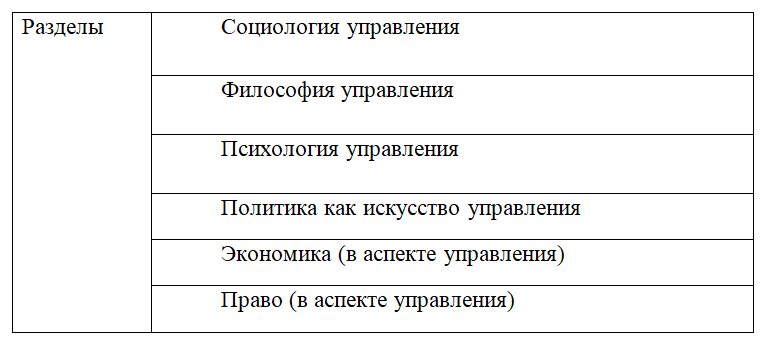 Разделы
Социология управления
Философия управления
Психология управления
Политика как искусство управления
Экономика (в аспекте управления)
Право (в аспекте управления)